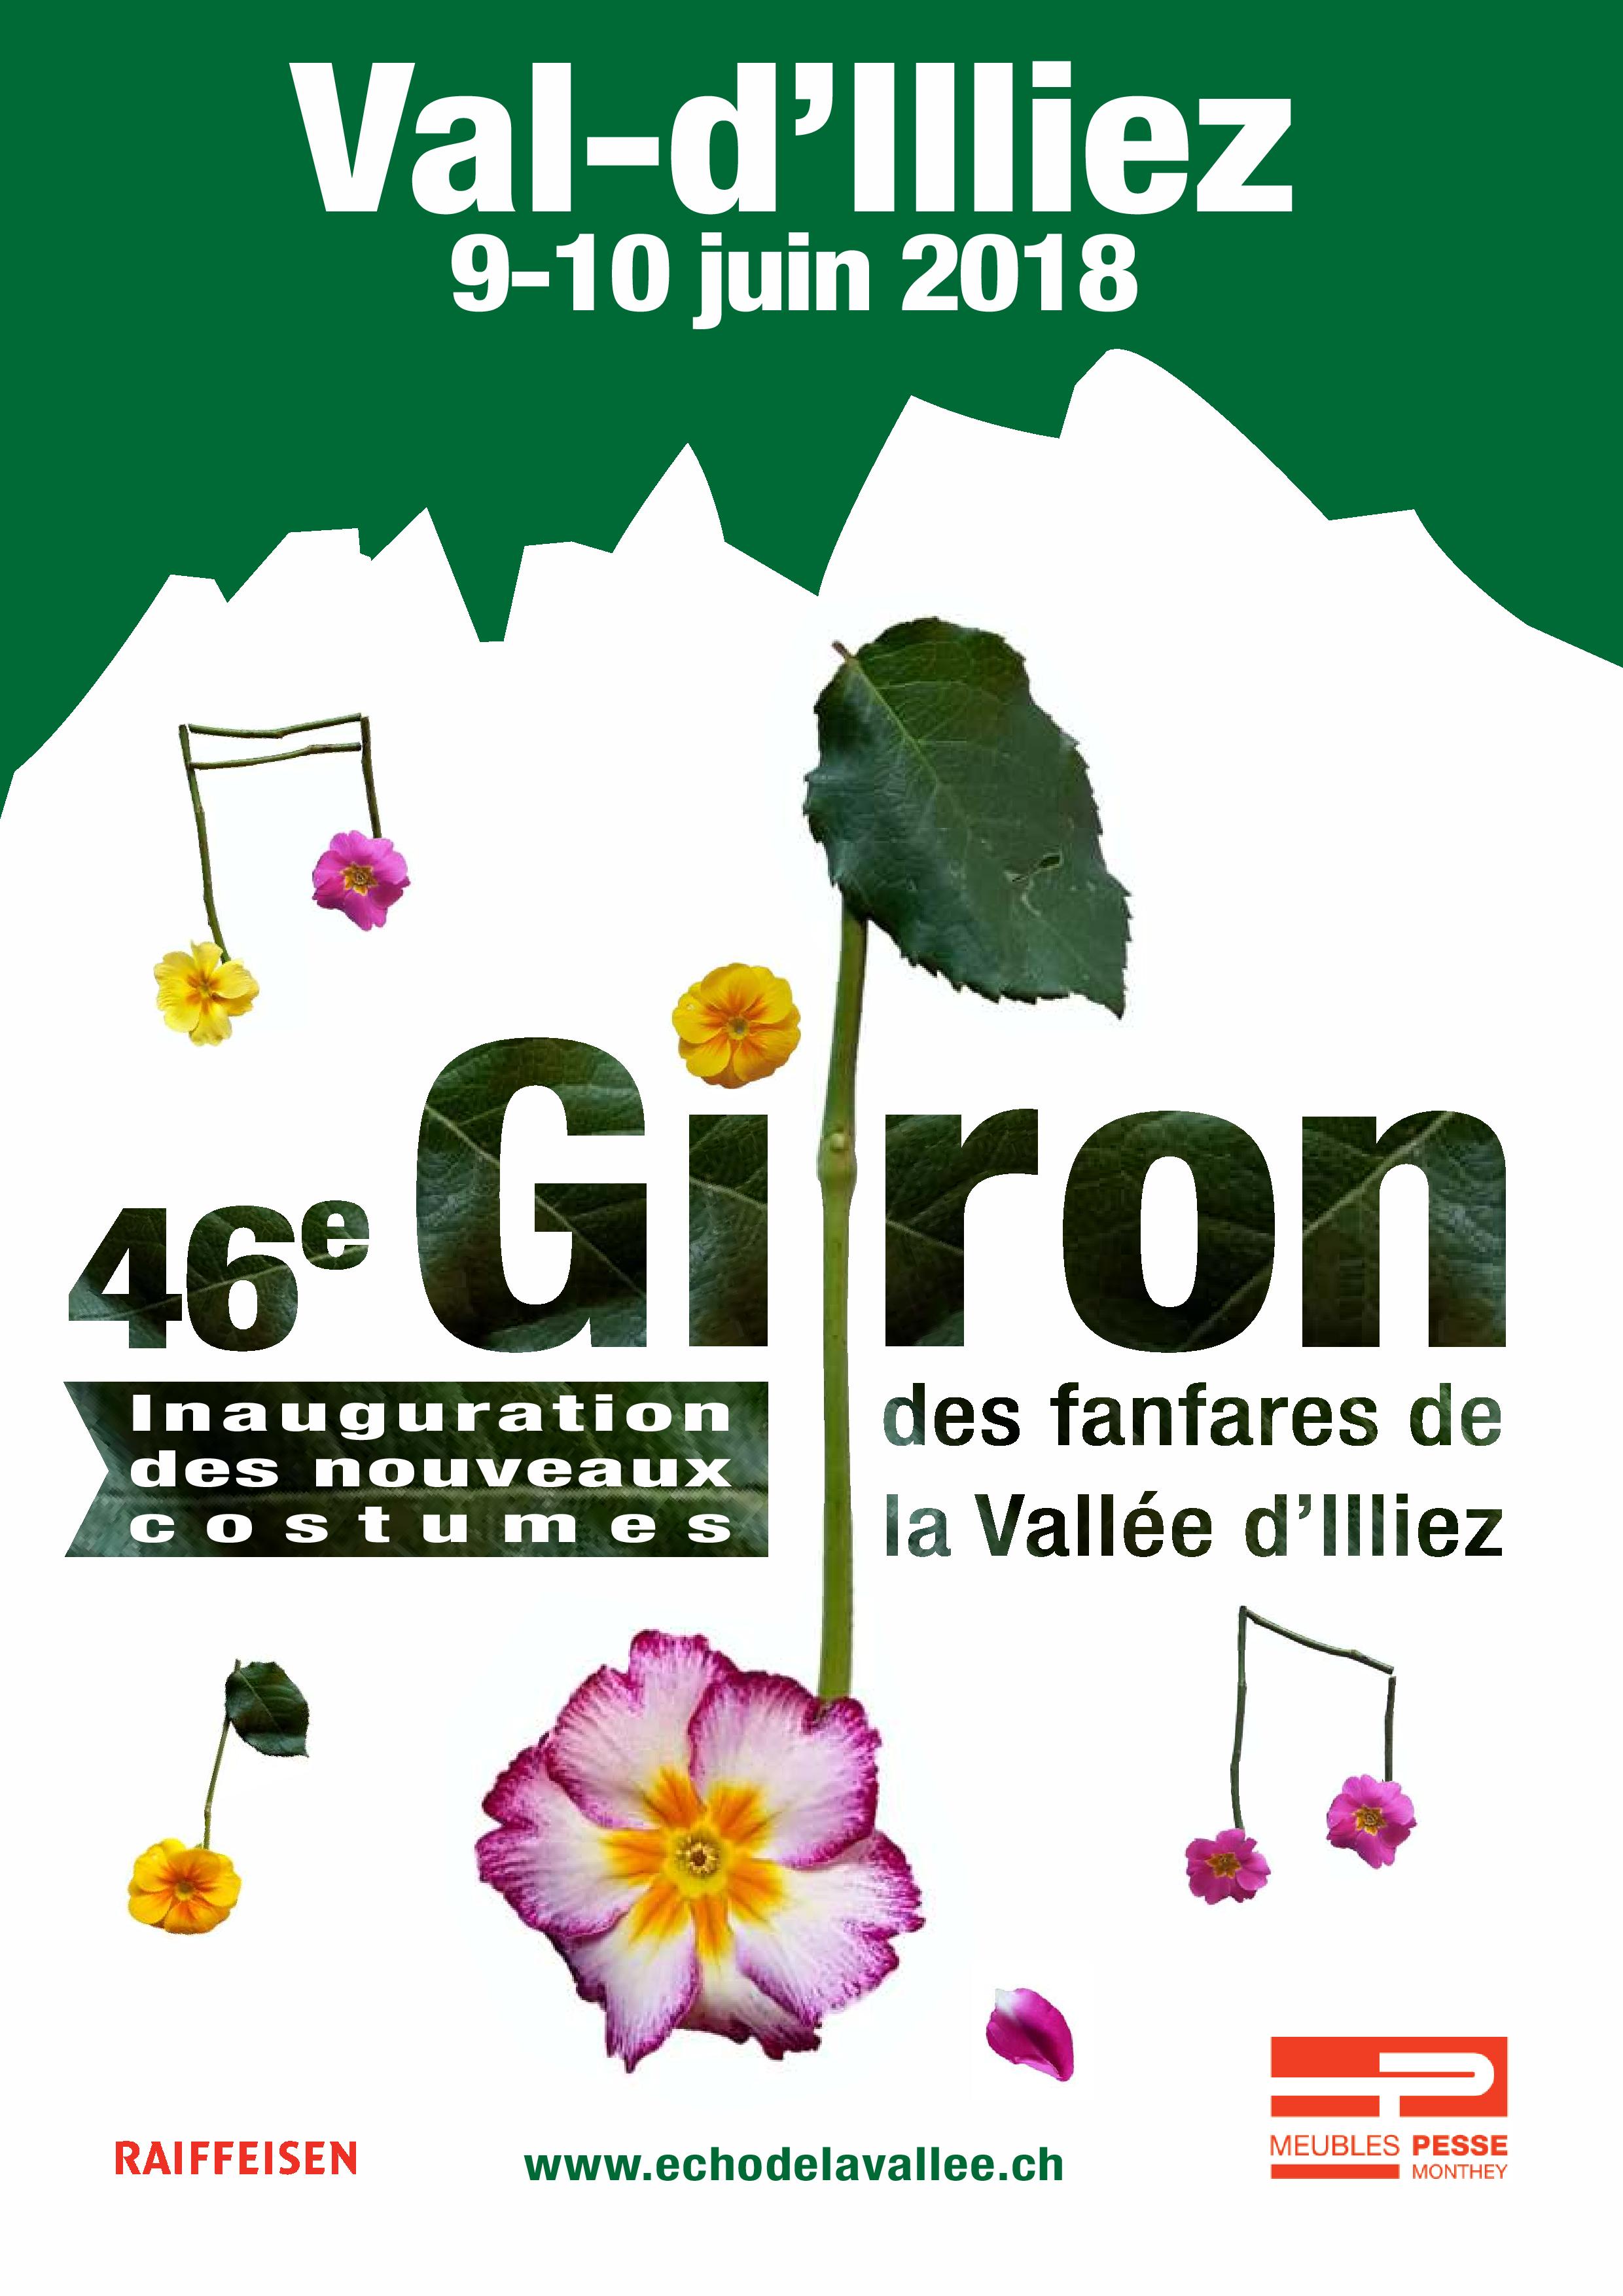 Val-d’Illiez
9-10 juin 2018
46e Giron
Inauguration
des nouveaux
costumes
des fanfares de
la Vallée d’Illiez
RAIFFEISEN
www.echodelavallee.ch
MEUBLES PESSE
MONTHEY